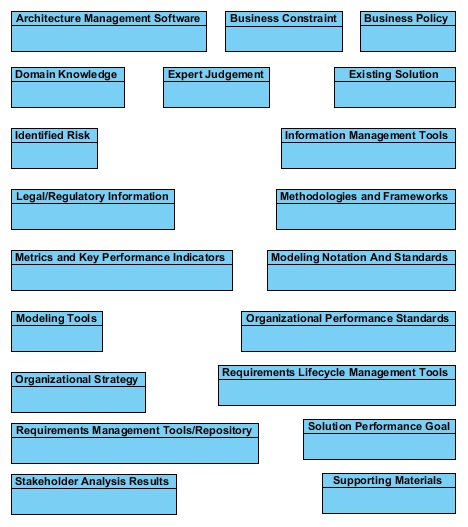 Architecture Management Software
Business Constraint
Business Policy
Domain Knowledge
Expert Judgement
Existing Solution
Identified Risk
Information Management Tools
Legal/Regulatory Information
Methodologies and Frameworks
Metrics and Key Performance Indicators
Modeling Notation And Standards
Modeling Tools
Organizational Performance Standards
Organizational Strategy
Requirements Lifecycle Management Tools
Requirements Management Tools/Repository
Solution Performance Goal
Stakeholder Analysis Results
Supporting Materials